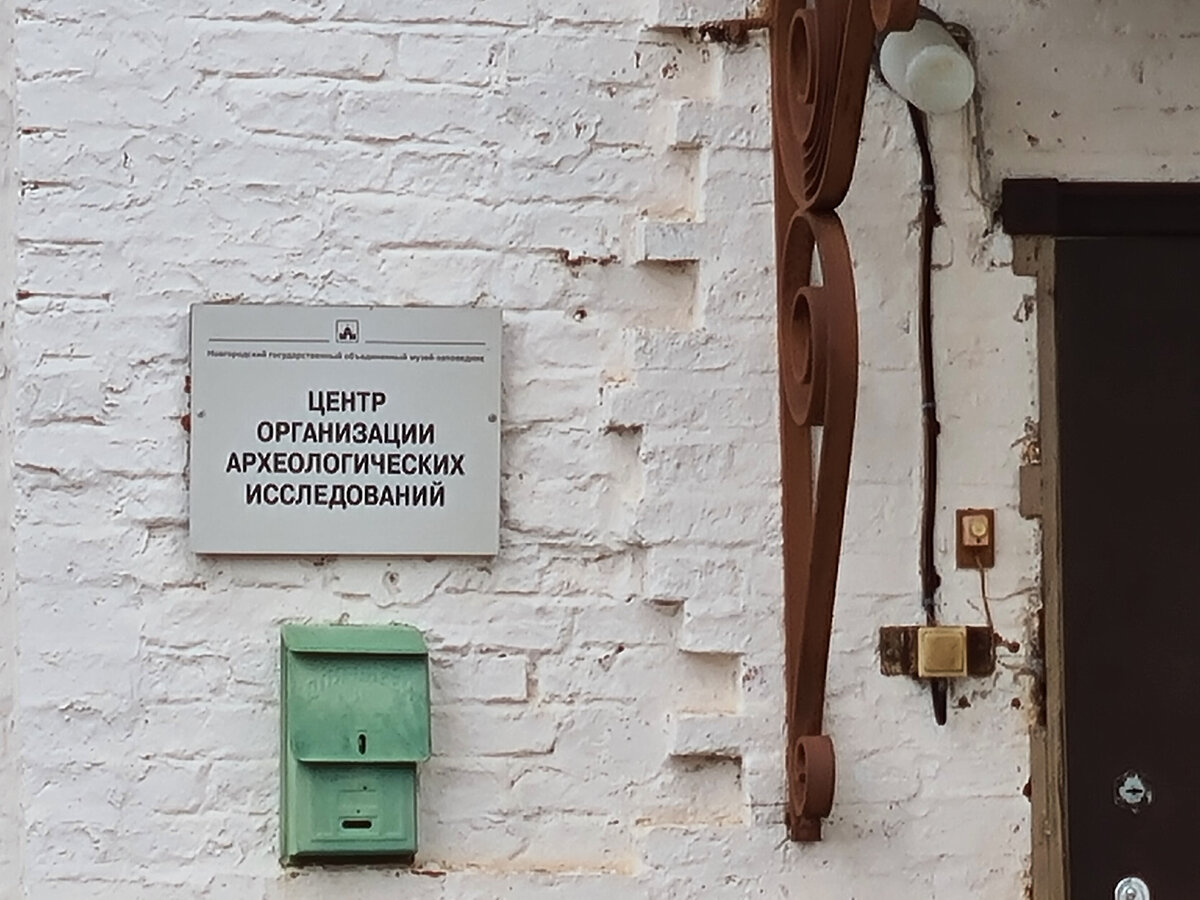 Новгородский государственный объединенный музей-заповедник
ЦЕНТР
ОРГАНИЗАЦИИ
АРХЕОЛОГИЧЕСКИХ
ИССЛЕДОВАНИЙ